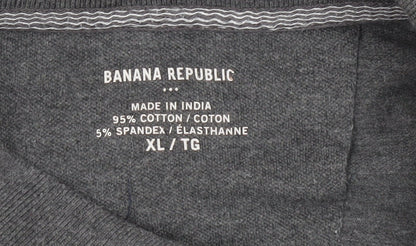 BANANA REPUBLIC
•••
MADE IN INDIA
95% COTTON / COTON
5% SPANDEX / ÉLASTHANNE
XL / TG